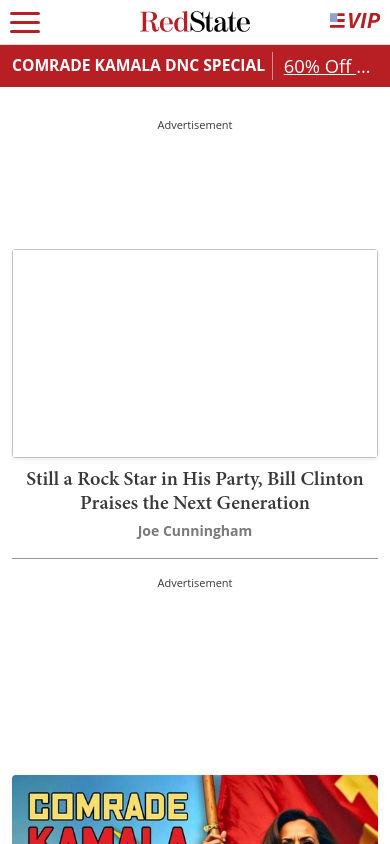 RedState
VIP
COMRADE KAMALA DNC SPECIAL
60% Off ...
Advertisement
Still a Rock Star in His Party, Bill Clinton
Praises the Next Generation
Joe Cunningham
Advertisement
COMRADE
KAMALA